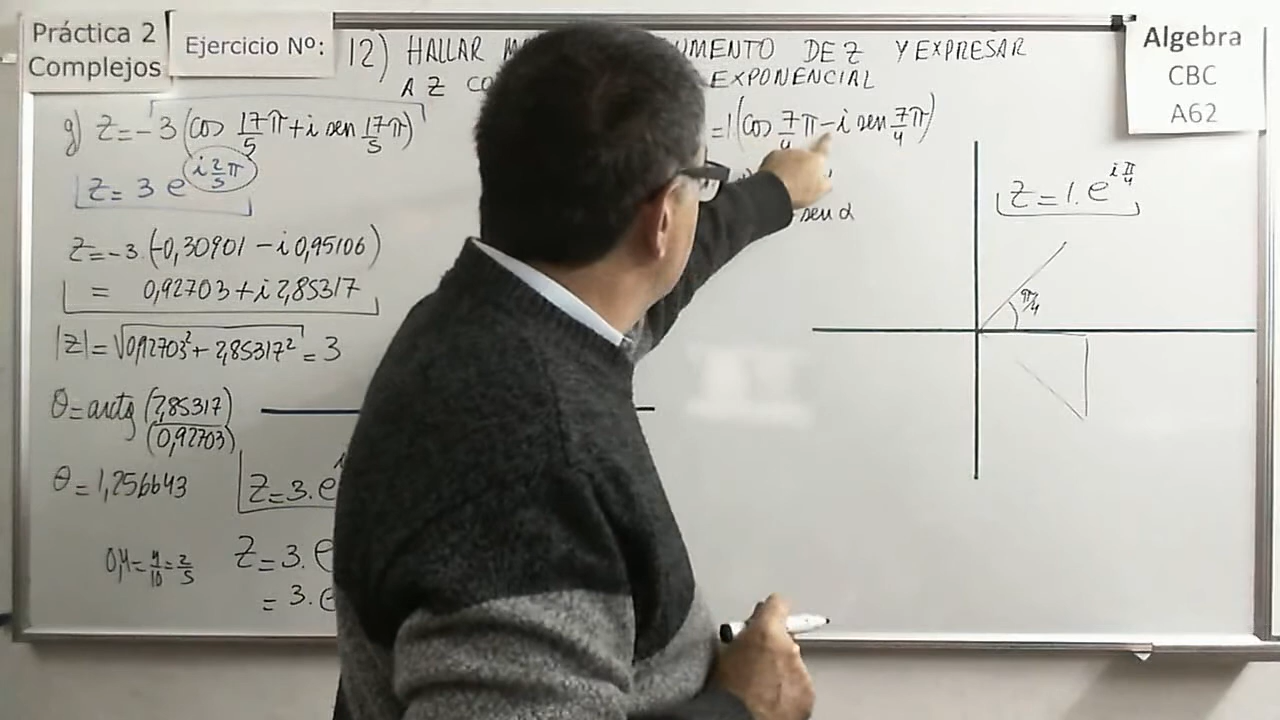 Práctica 2
Complejos
Ejercicio Nº:
Algebra
CBC
A62
12) HALLAR UMENTO DE Z Y EXPRESAR
A Z CO EXPONENCIAL
g) Z=-3(cos 17/5 π+i sen 17/5 π)
Z=3 e^(i 2/5 π)
Z=-3.(-0,30901-i 0,95106)
= 0,92703+i 2,85317
|Z|=√0,92703²+2,85317² = 3
θ=arctg (2,85317)/(0,92703)
θ=1,256643
Z=3.e
0,4=4/10=2/5
Z=3.e
=3.e
=1(cos 7/4 π-i sen 7/4 π)
sen α
Z=1.e^(i π/4)
π/4